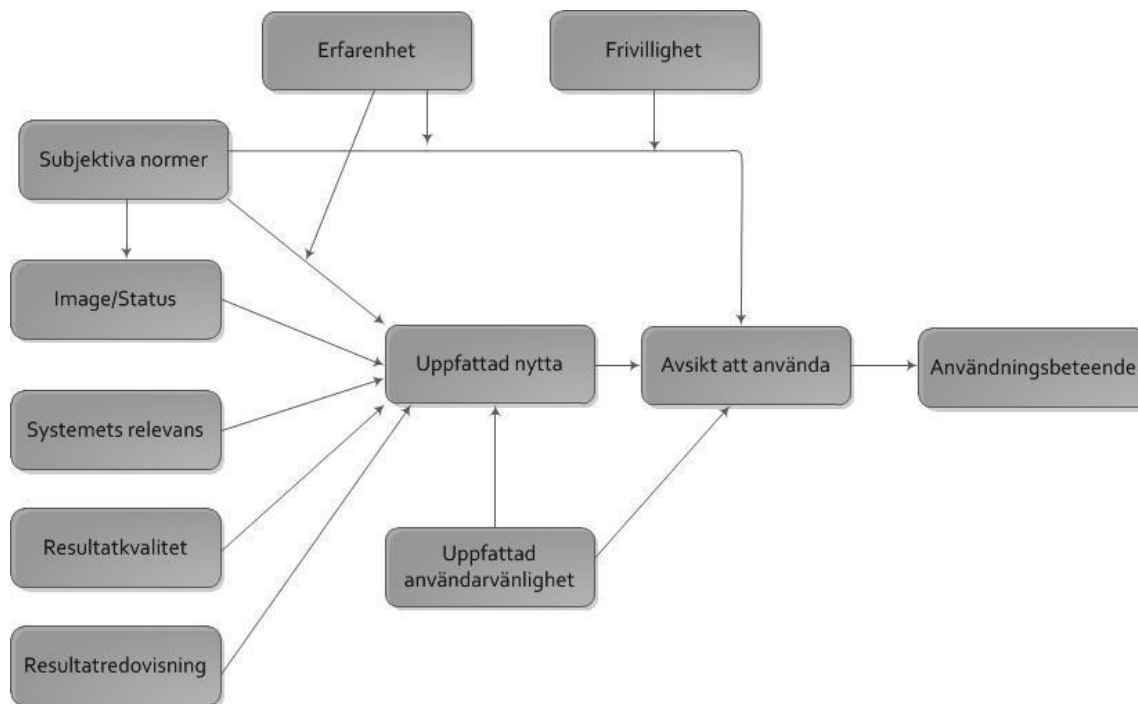 Erfarenhet
Frivillighet
Subjektiva normer
Image/Status
Uppfattad nytta
Avsikt att använda
Användningsbeteende
Systemets relevans
Resultatkvalitet
Uppfattad
användarvänlighet
Resultatredovisning